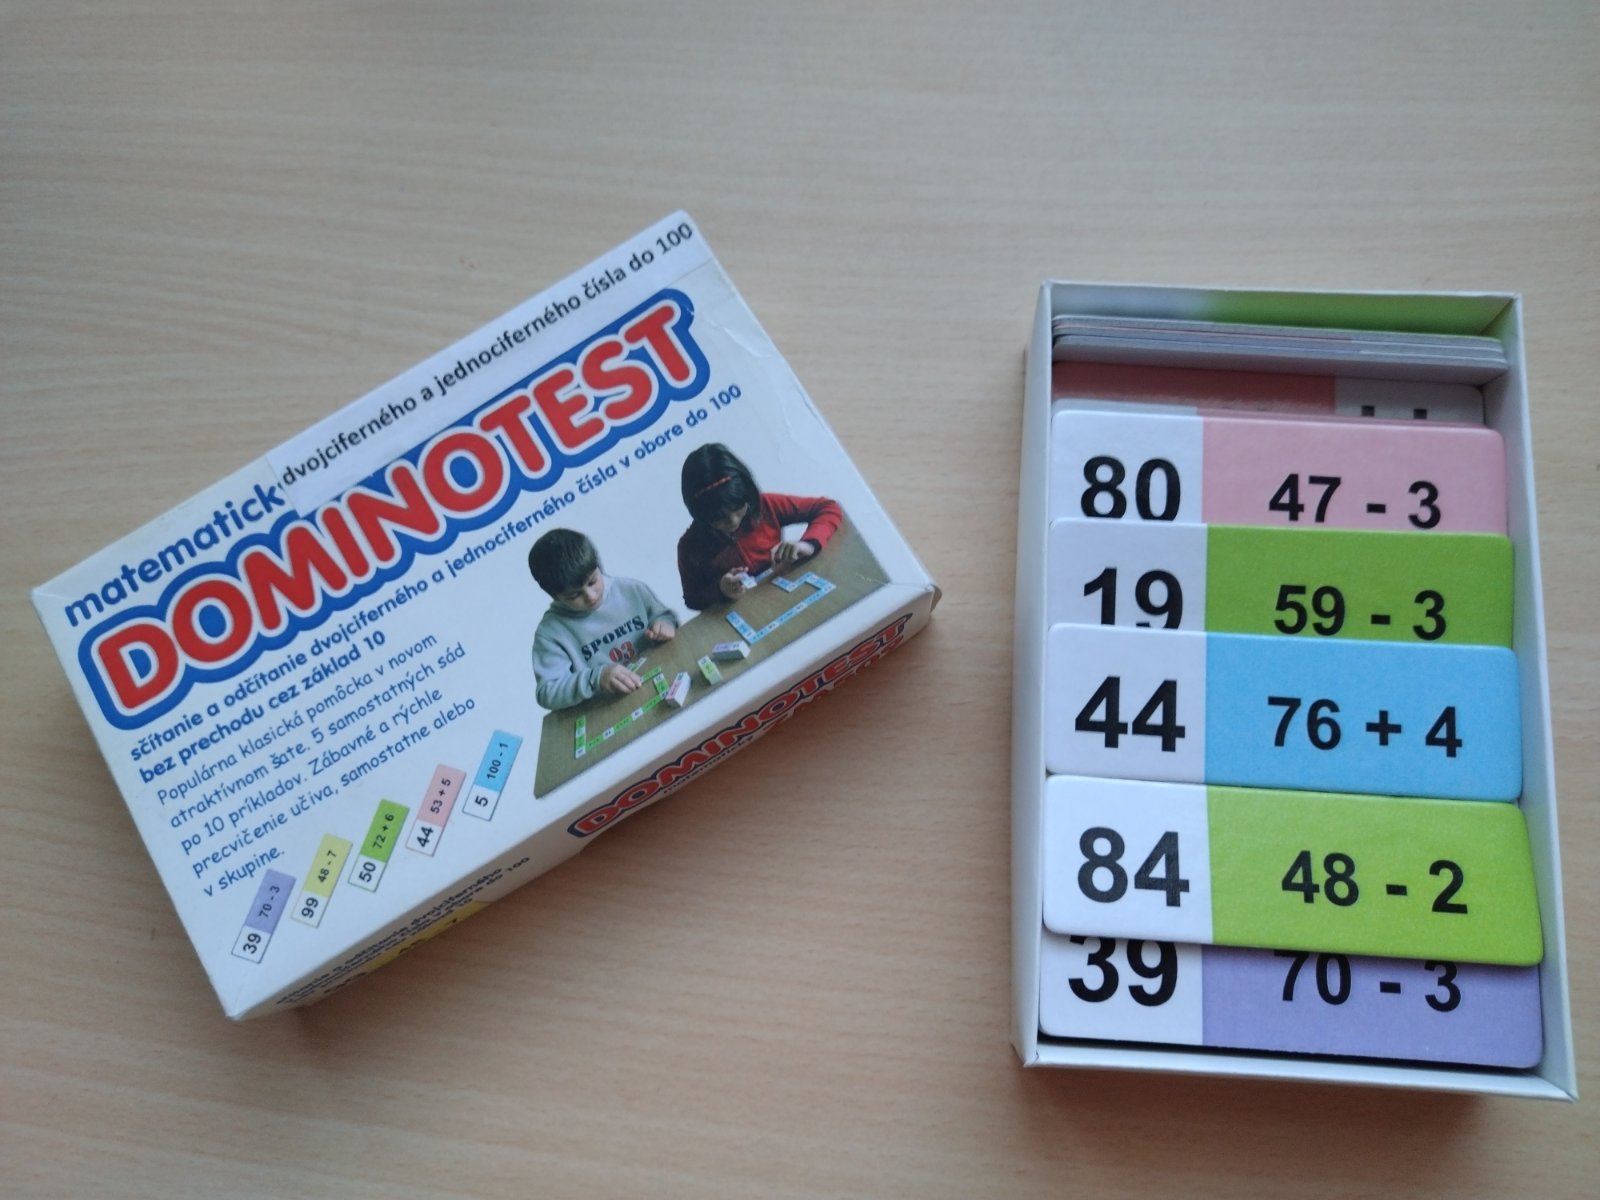 dvojciferného a jednociferného čísla do 100
matematick
DOMINOTEST
sčítanie a odčítanie dvojciferného a jednociferného čísla v obore do 100
bez prechodu cez základ 10
Populárna klasická pomôcka v novom
atraktívnom šate. 5 samostatných sád
po 10 príkladov. Zábavné a rýchle
precvičenie učiva, samostatne alebo
v skupine.
39 70 - 3
99 48 - 7
50 72 + 6
44 53 + 5
5 100 - 1
SPORTS
03
DOMINOTEST
80 47 - 3
19 59 - 3
44 76 + 4
84 48 - 2
39 70 - 3